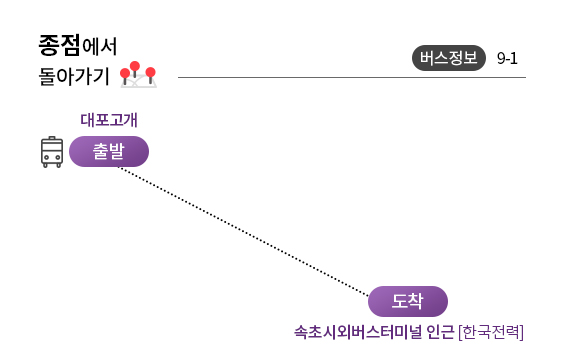 종점에서
돌아가기
버스정보 9-1
대포고개
출발
도착
속초시외버스터미널 인근 [한국전력]